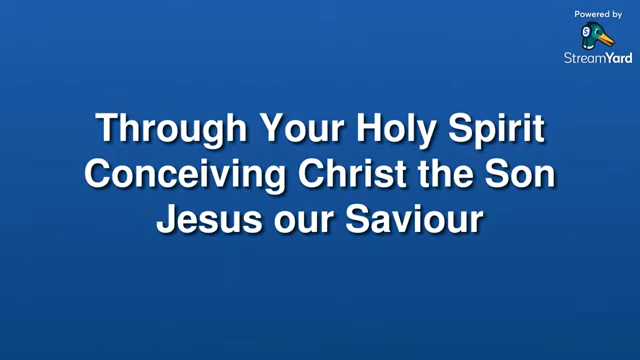 Powered by
StreamYard
Through Your Holy Spirit
Conceiving Christ the Son
Jesus our Saviour